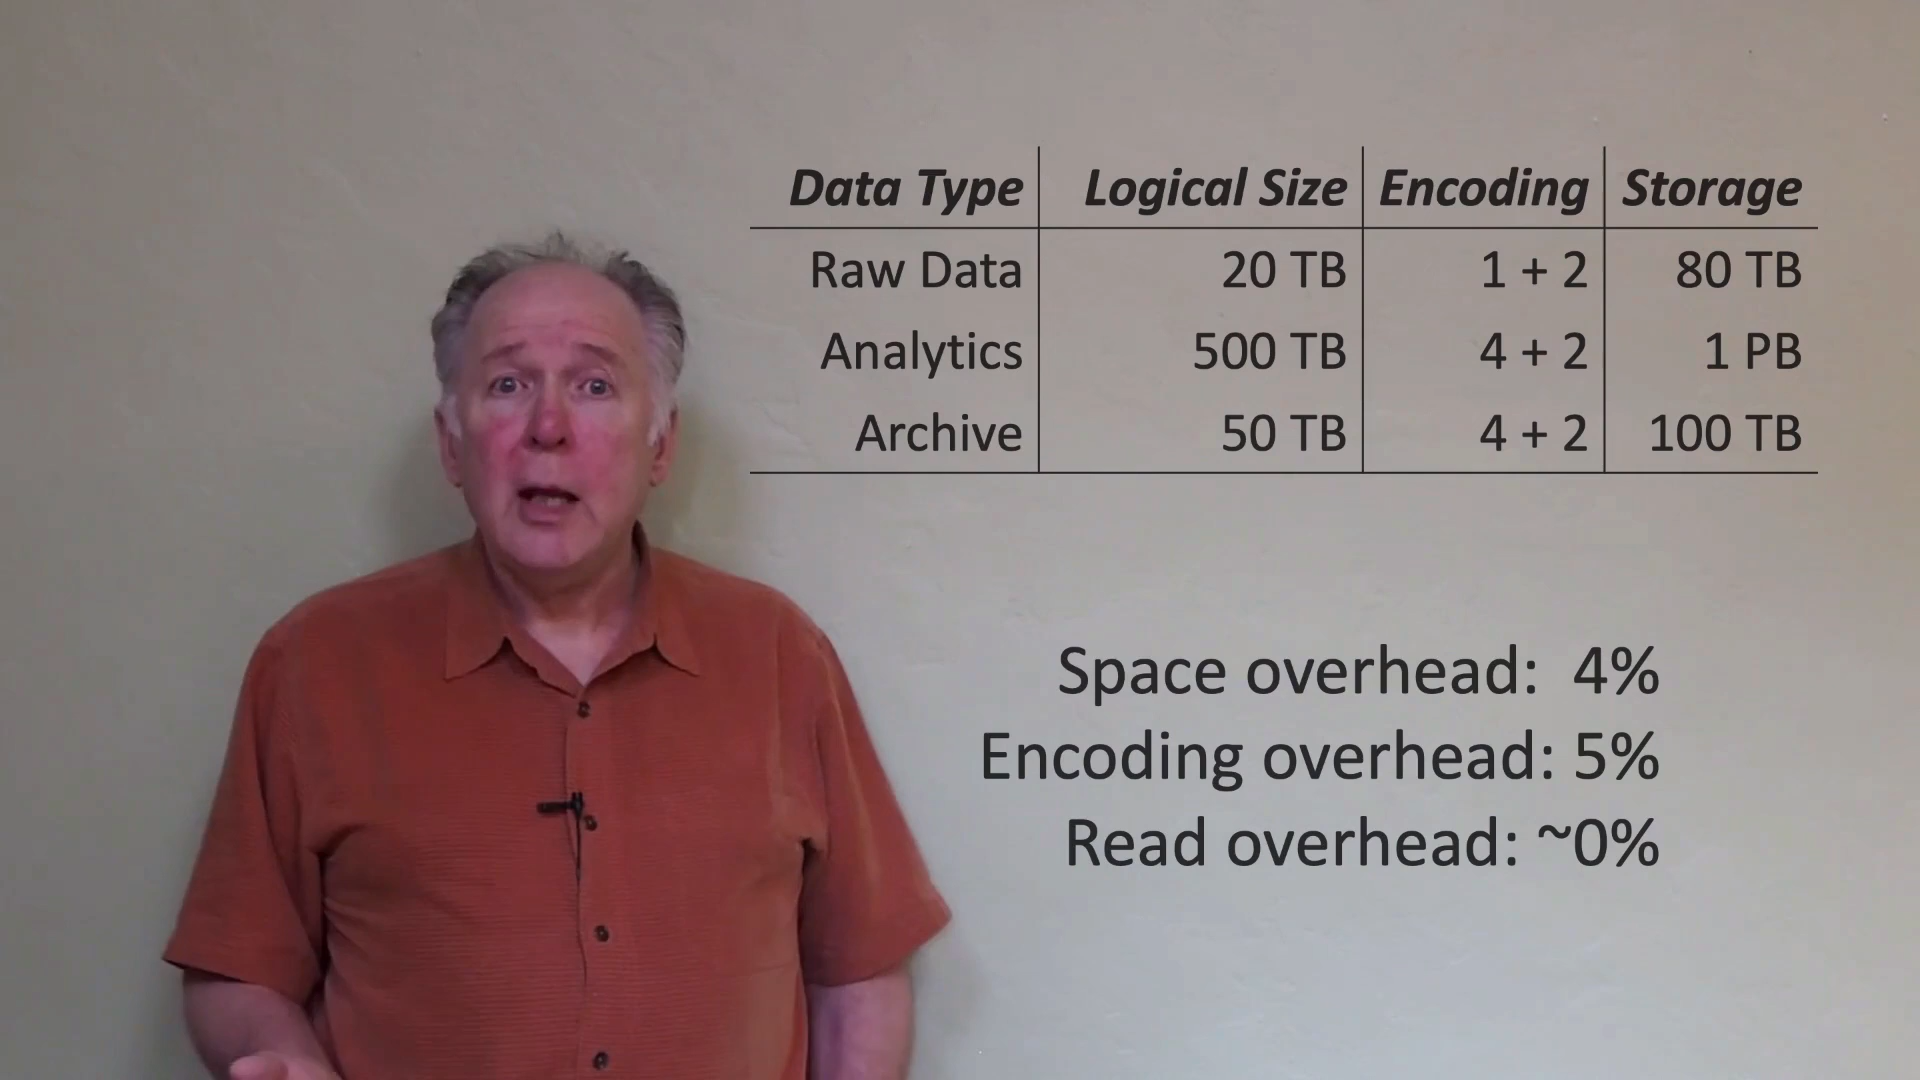 Data Type Logical Size Encoding Storage
Raw Data 20 TB 1 + 2 80 TB
Analytics 500 TB 4 + 2 1 PB
Archive 50 TB 4 + 2 100 TB
Space overhead: 4%
Encoding overhead: 5%
Read overhead: ~0%